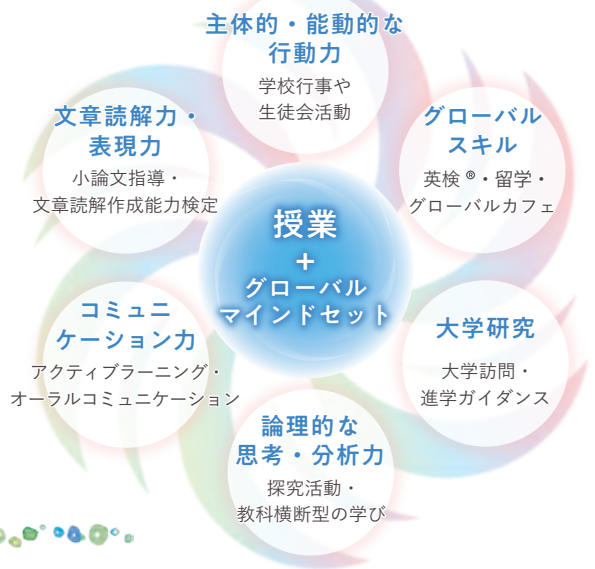 主体的・能動的な
行動力
学校行事や
生徒会活動
グローバル
スキル
英検®・留学・
グローバルカフェ
大学研究
大学訪問・
進学ガイダンス
論理的な
思考・分析力
探究活動・
教科横断型の学び
コミュニ
ケーション力
アクティブラーニング・
オーラルコミュニケーション
文章読解力・
表現力
小論文指導・
文章読解作成能力検定
授業
+
グローバル
マインドセット